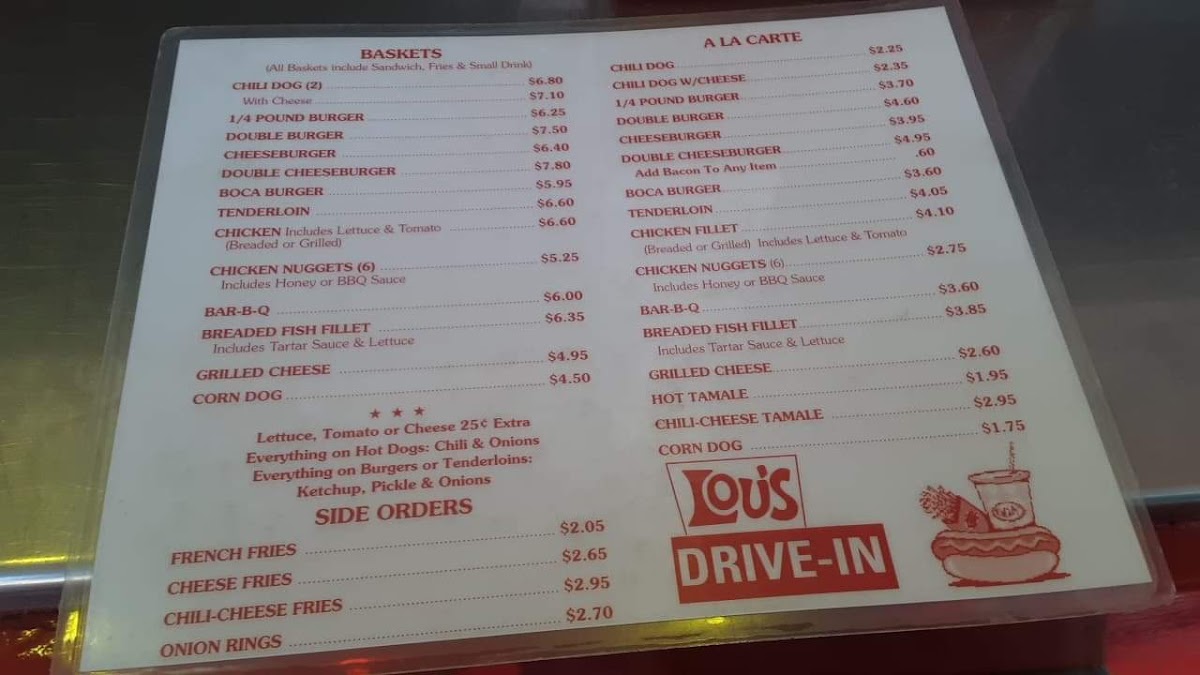 BASKETS
(All Baskets include Sandwich, Fries & Small Drink)
CHILI DOG (2) $6.80
With Cheese $7.10
1/4 POUND BURGER $6.25
DOUBLE BURGER $7.50
CHEESEBURGER $6.40
DOUBLE CHEESEBURGER $7.80
BOCA BURGER $5.95
TENDERLOIN $6.60
CHICKEN Includes Lettuce & Tomato $6.60
(Breaded or Grilled)
CHICKEN NUGGETS (6) $5.25
Includes Honey or BBQ Sauce
BAR-B-Q $6.00
BREADED FISH FILLET $6.35
Includes Tartar Sauce & Lettuce
GRILLED CHEESE $4.95
CORN DOG $4.50
★ ★ ★
Lettuce, Tomato or Cheese 25¢ Extra
Everything on Hot Dogs: Chili & Onions
Everything on Burgers or Tenderloins:
Ketchup, Pickle & Onions
SIDE ORDERS
FRENCH FRIES $2.05
CHEESE FRIES $2.65
CHILI-CHEESE FRIES $2.95
ONION RINGS $2.70
A LA CARTE
CHILI DOG $2.25
CHILI DOG W/CHEESE $2.35
1/4 POUND BURGER $3.70
DOUBLE BURGER $4.60
CHEESEBURGER $3.95
DOUBLE CHEESEBURGER $4.95
Add Bacon To Any Item .60
BOCA BURGER $3.60
TENDERLOIN $4.05
CHICKEN FILLET $4.10
(Breaded or Grilled) Includes Lettuce & Tomato
CHICKEN NUGGETS (6) $2.75
Includes Honey or BBQ Sauce
BAR-B-Q $3.60
BREADED FISH FILLET $3.85
Includes Tartar Sauce & Lettuce
GRILLED CHEESE $2.60
HOT TAMALE $1.95
CHILI-CHEESE TAMALE $2.95
CORN DOG $1.75
LOU'S
DRIVE-IN